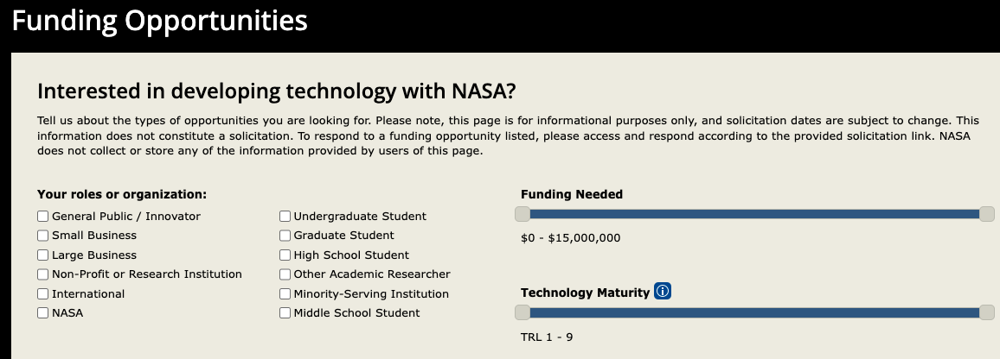 Funding Opportunities
Interested in developing technology with NASA?
Tell us about the types of opportunities you are looking for. Please note, this page is for informational purposes only, and solicitation dates are subject to change. This
information does not constitute a solicitation. To respond to a funding opportunity listed, please access and respond according to the provided solicitation link. NASA
does not collect or store any of the information provided by users of this page.
Your roles or organization:
General Public / Innovator
Small Business
Large Business
Non-Profit or Research Institution
International
NASA
Undergraduate Student
Graduate Student
High School Student
Other Academic Researcher
Minority-Serving Institution
Middle School Student
Funding Needed
$0 - $15,000,000
Technology Maturity
TRL 1 - 9